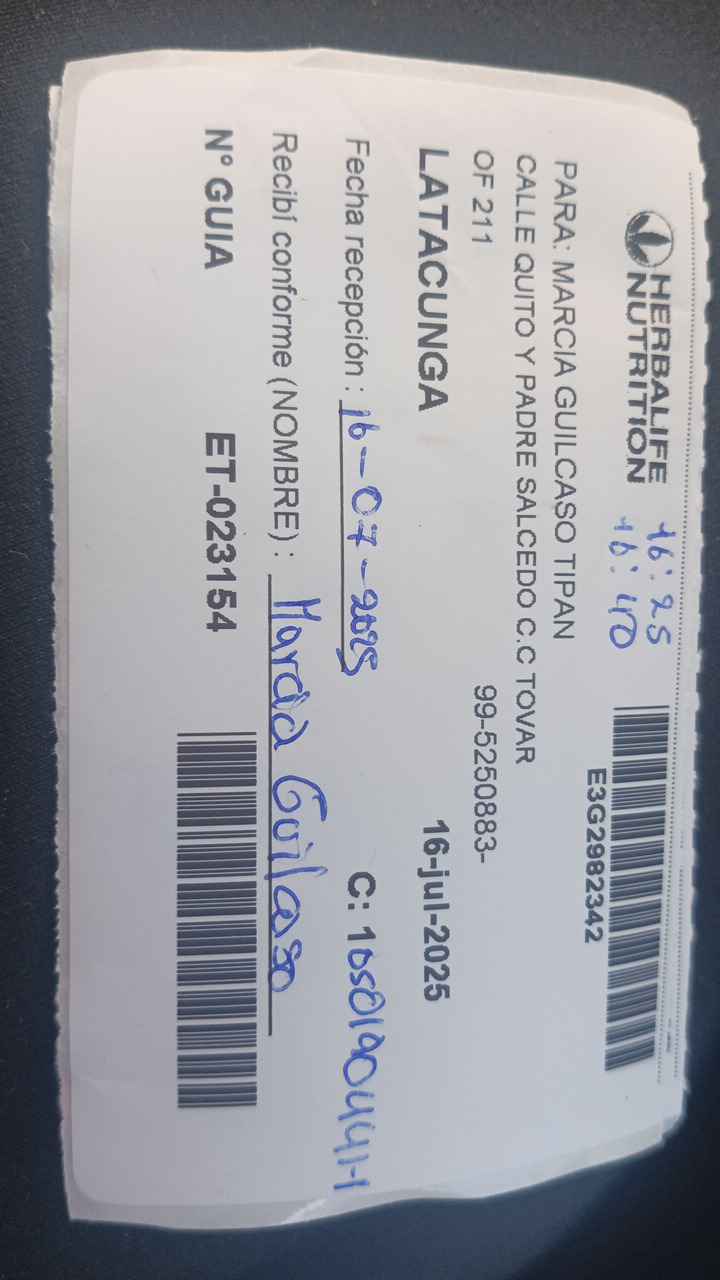 HERBALIFE
NUTRITION
16:25
16:40
E3G2982342
PARA: MARCIA GUILCASO TIPAN
CALLE QUITO Y PADRE SALCEDO C.C TOVAR
OF 211
99-5250883-
LATACUNGA
16-jul-2025
Fecha recepción: 16-07-2025
C: 1
Recibí conforme (NOMBRE): Marcia Guilcaso
N° GUIA
ET-023154